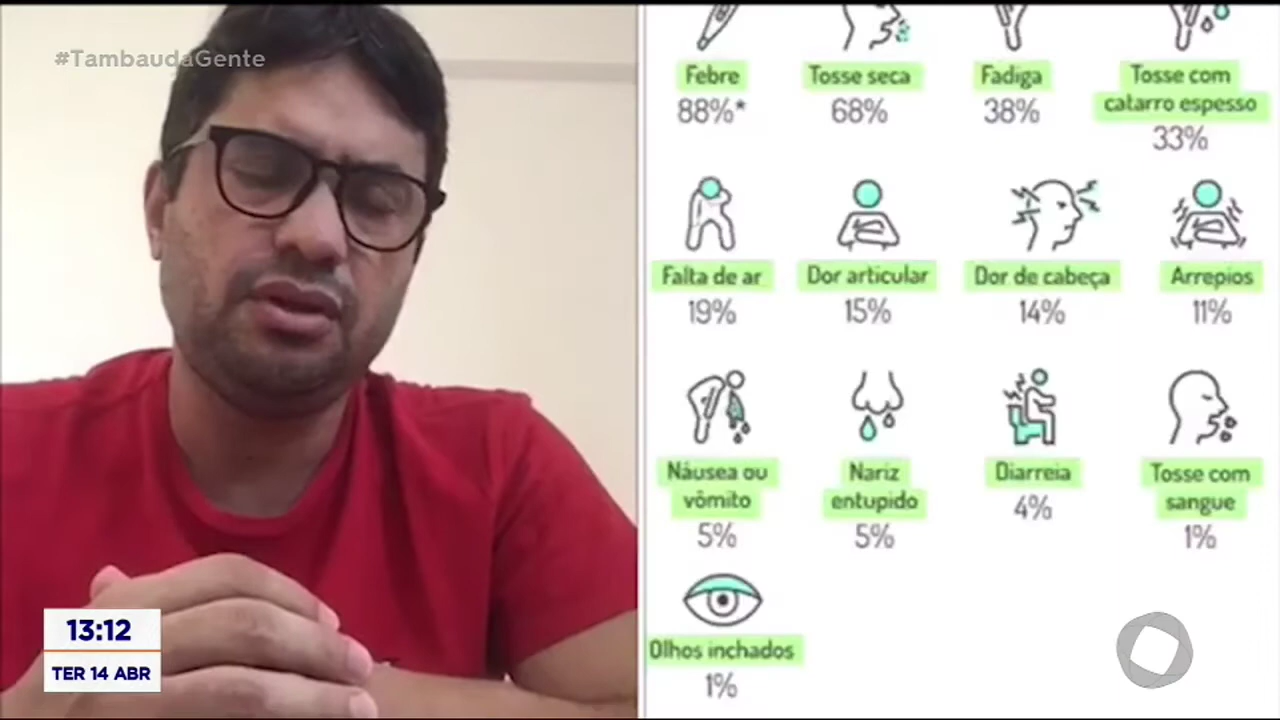 #TambaudaGente
Febre
88%*
Tosse seca
68%
Fadiga
38%
Tosse com
catarro espesso
33%
Falta de ar
19%
Dor articular
15%
Dor de cabeça
14%
Arrepios
11%
Náusea ou
vômito
5%
Nariz
entupido
5%
Diarreia
4%
Tosse com
sangue
1%
Olhos inchados
1%
13:12
TER 14 ABR